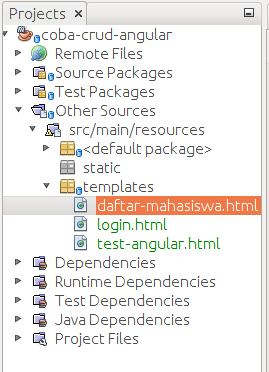 Projects
coba-crud-angular
Remote Files
Source Packages
Test Packages
Other Sources
src/main/resources
<default package>
static
templates
daftar-mahasiswa.html
login.html
test-angular.html
Dependencies
Runtime Dependencies
Test Dependencies
Java Dependencies
Project Files